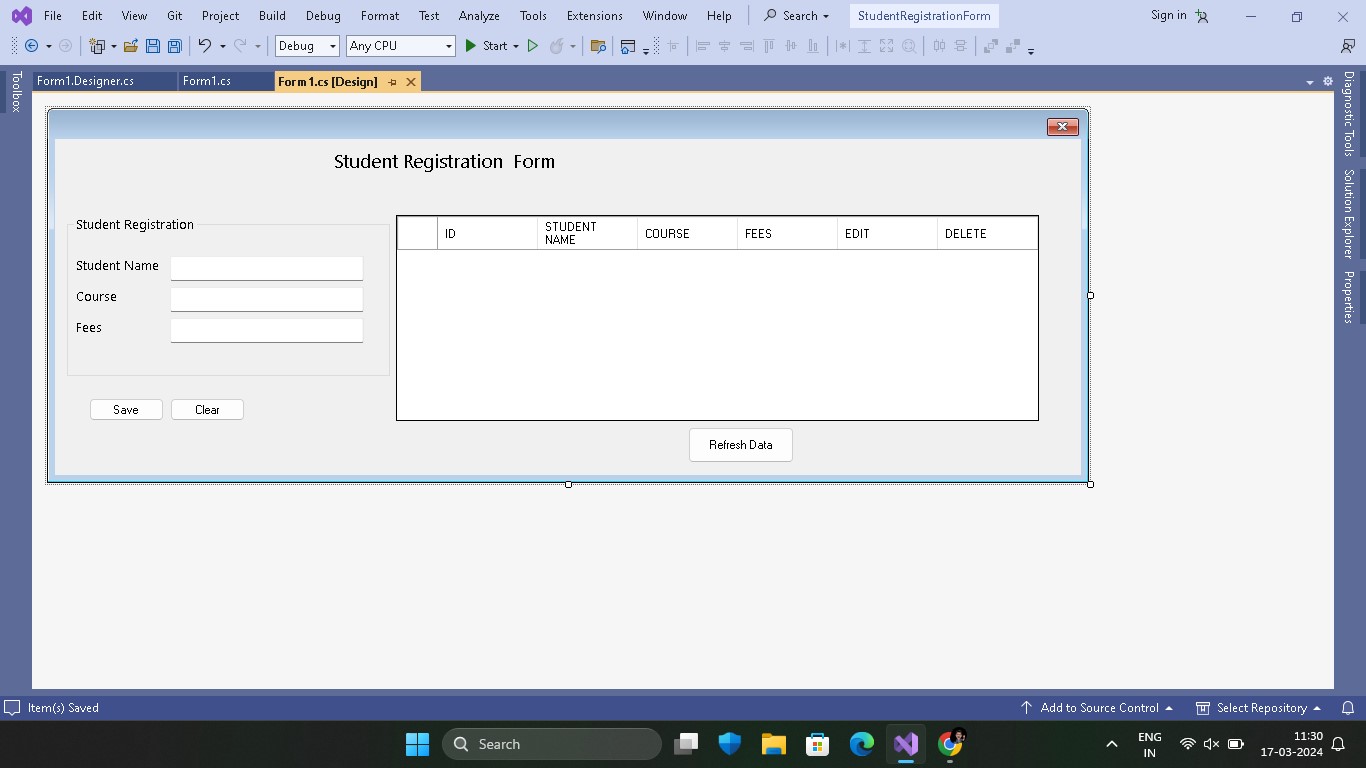 File Edit View Git Project Build Debug Format Test Analyze Tools Extensions Window Help Search StudentRegistrationForm Sign in
Debug Any CPU Start
Toolbox
Form1.Designer.cs Form1.cs Form1.cs [Design]
Student Registration Form
Student Registration
ID STUDENT NAME COURSE FEES EDIT DELETE
Student Name
Course
Fees
Save Clear
Refresh Data
Diagnostic Tools
Solution Explorer
Properties
Item(s) Saved Add to Source Control Select Repository
Search
ENG
IN
11:30
17-03-2024